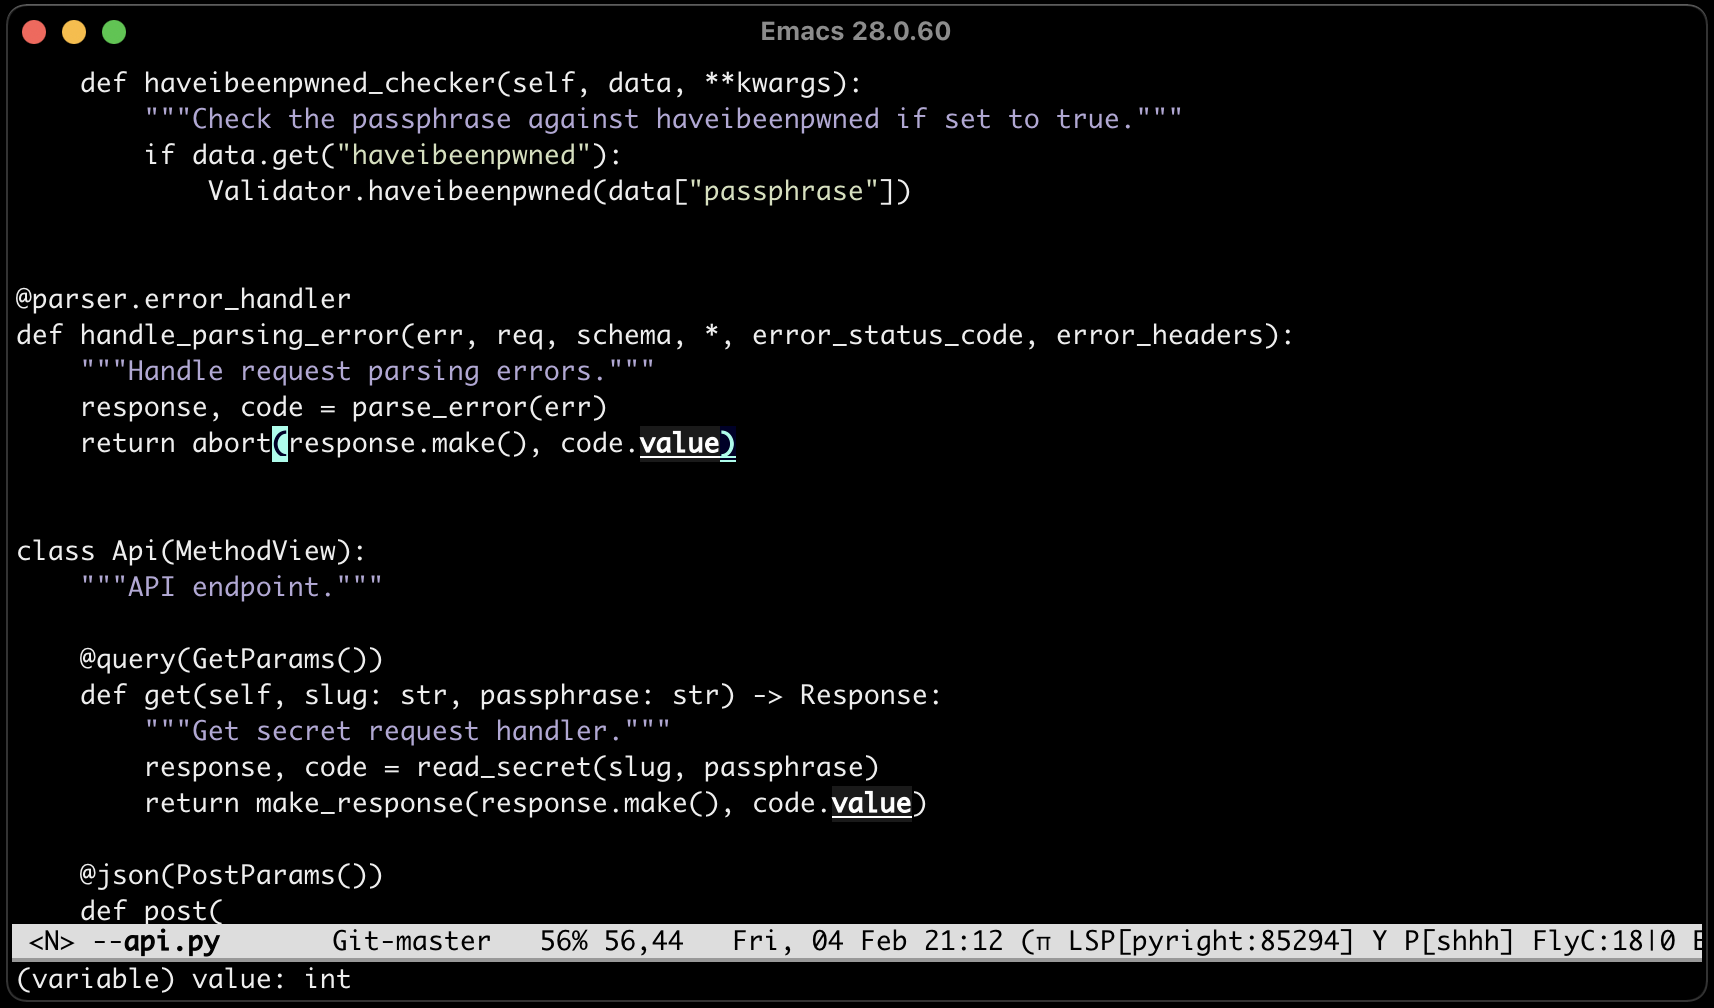 Emacs 28.0.60
    def haveibeenpwned_checker(self, data, **kwargs):
        """Check the passphrase against haveibeenpwned if set to true."""
        if data.get("haveibeenpwned"):
            Validator.haveibeenpwned(data["passphrase"])
@parser.error_handler
def handle_parsing_error(err, req, schema, *, error_status_code, error_headers):
    """Handle request parsing errors."""
    response, code = parse_error(err)
    return abort(response.make(), code.value)
class Api(MethodView):
    """API endpoint."""
    @query(GetParams())
    def get(self, slug: str, passphrase: str) -> Response:
        """Get secret request handler."""
        response, code = read_secret(slug, passphrase)
        return make_response(response.make(), code.value)
    @json(PostParams())
    def post(
<N> --api.py       Git-master   56% 56,44   Fri, 04 Feb 21:12 (π LSP[pyright:85294] Y P[shhh] FlyC:18|0 E
(variable) value: int